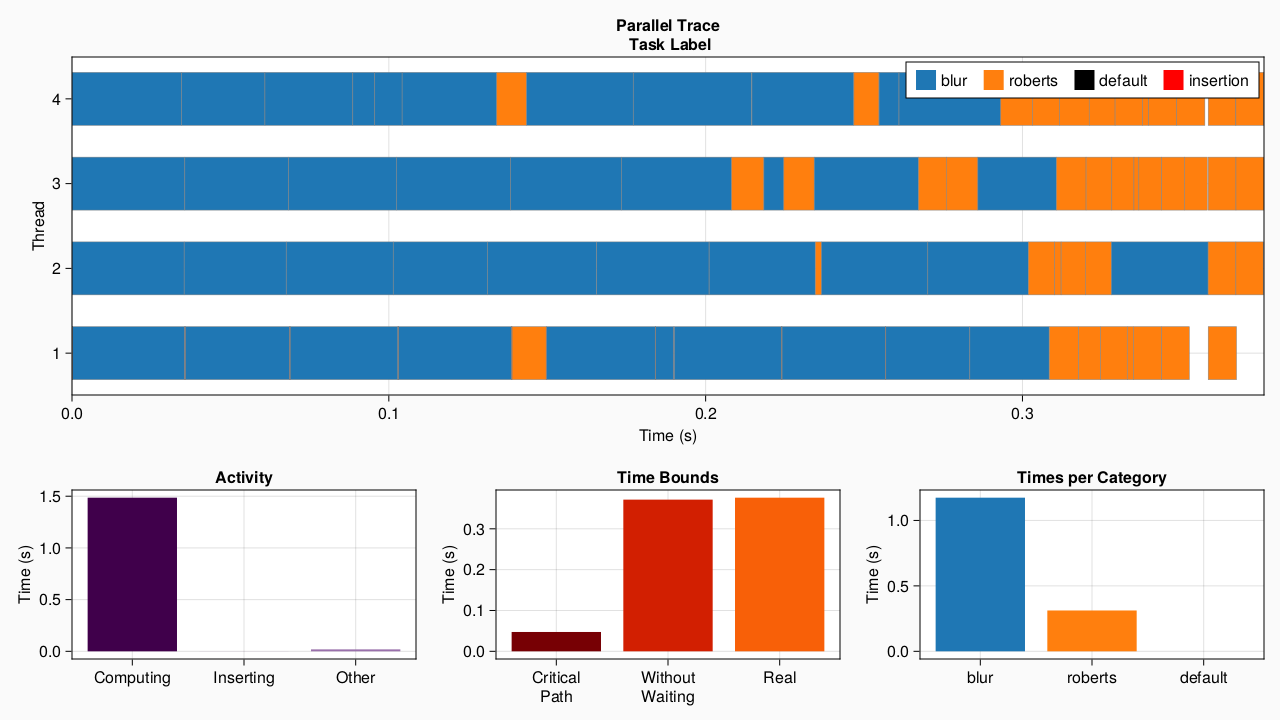 Parallel Trace
Task Label
blur roberts default insertion
Thread
4
3
2
1
0.0 0.1 0.2 0.3
Time (s)
Activity
Time (s)
1.5
1.0
0.5
0.0
Computing Inserting Other
Time Bounds
Time (s)
0.3
0.2
0.1
0.0
Critical Path
Without Waiting
Real
Times per Category
Time (s)
1.0
0.5
0.0
blur roberts default